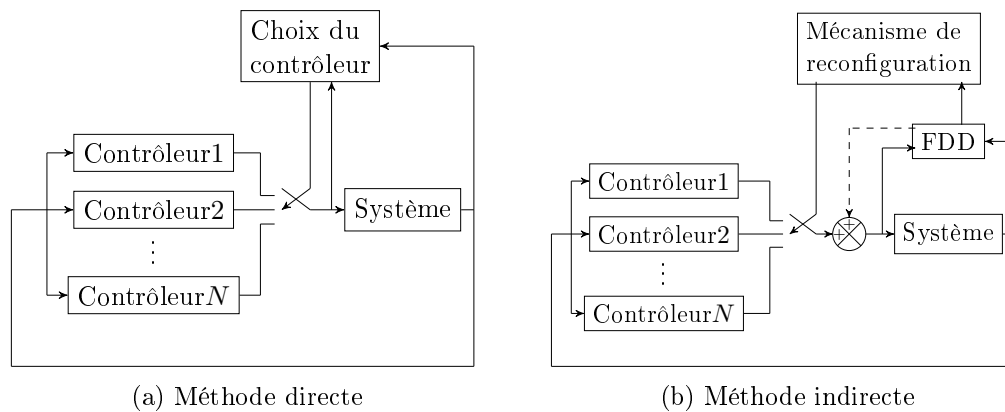 Choix du
contrôleur
Contrôleur1
Contrôleur2
⋮
ContrôleurN
Système
(a) Méthode directe
Mécanisme de
reconfiguration
FDD
Contrôleur1
Contrôleur2
⋮
ContrôleurN
+
+
Système
(b) Méthode indirecte